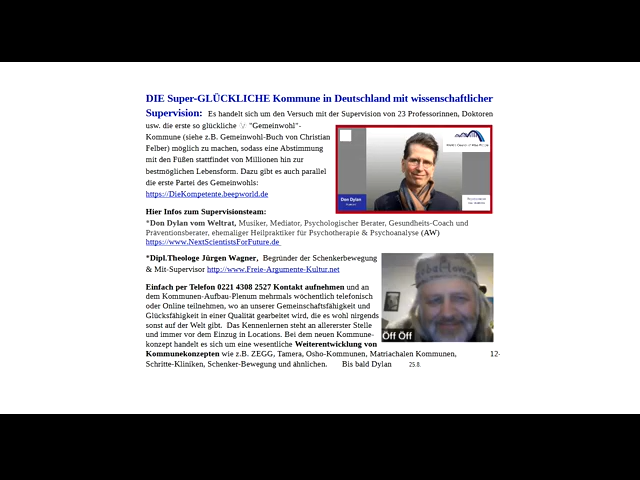 DIE Super-GLÜCKLICHE Kommune in Deutschland mit wissenschaftlicher
Supervision: Es handelt sich um den Versuch mit der Supervision von 23 Professorinnen, Doktoren
usw. die erste so glückliche \/ "Gemeinwohl"-
Kommune (siehe z.B. Gemeinwohl-Buch von Christian
Felber) möglich zu machen, sodass eine Abstimmung
mit den Füßen stattfindet von Millionen hin zur
bestmöglichen Lebensform. Dazu gibt es auch parallel
die erste Partei des Gemeinwohls:
https://DieKompetente.beepworld.de
Don Dylan
Hier Infos zum Supervisionsteam:
*Don Dylan vom Weltrat, Musiker, Mediator, Psychologischer Berater, Gesundheits-Coach und
Präventionsberater, ehemaliger Heilpraktiker für Psychotherapie & Psychoanalyse (AW)
https://www.NextScientistsForFuture.de
*Dipl.Theologe Jürgen Wagner, Begründer der Schenkerbewegung
& Mit-Supervisor http://www.Freie-Argumente-Kultur.net
Einfach per Telefon 0221 4308 2527 Kontakt aufnehmen und an
dem Kommunen-Aufbau-Plenum mehrmals wöchentlich telefonisch
oder Online teilnehmen, wo an unserer Gemeinschaftsfähigkeit und
Glücksfähigkeit in einer Qualität gearbeitet wird, die es wohl nirgends
sonst auf der Welt gibt. Das Kennenlernen steht an allererster Stelle
und immer vor dem Einzug in Locations. Bei dem neuen Kommune-
konzept handelt es sich um eine wesentliche Weiterentwicklung von
Kommunekonzepten wie z.B. ZEGG, Tamera, Osho-Kommunen, Matriachalen Kommunen, 12-
Schritte-Kliniken, Schenker-Bewegung und ähnlichen. Bis bald Dylan 25.8.
Öff Öff